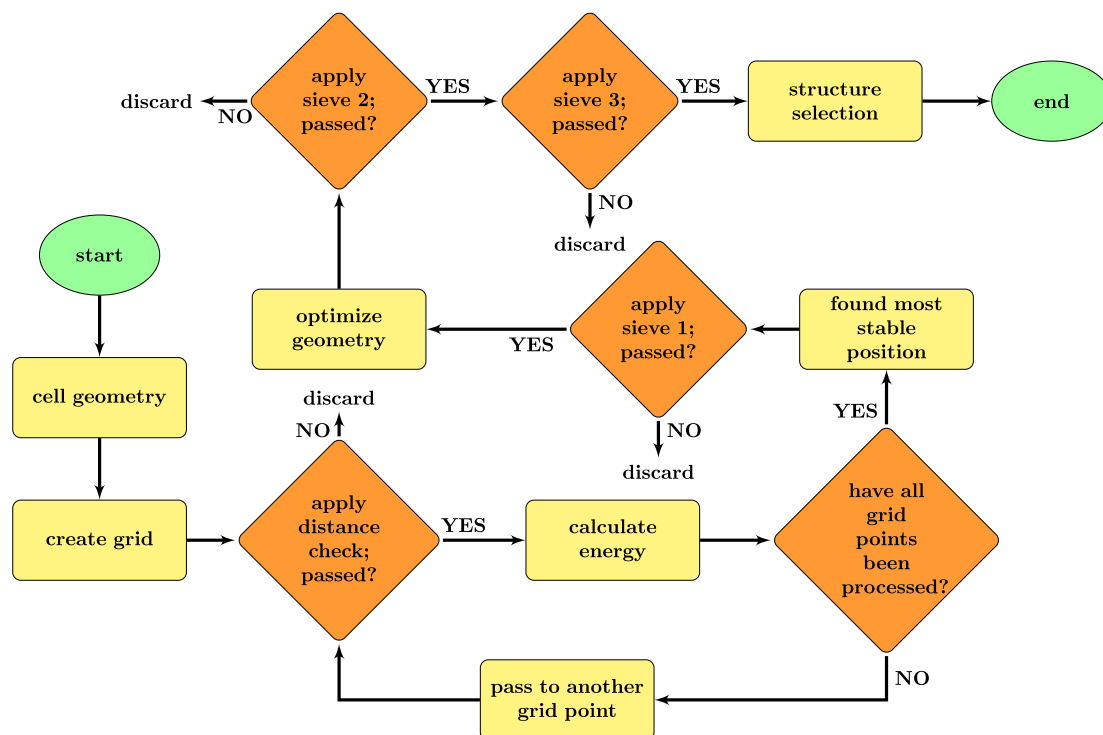 apply
sieve 2;
passed?
YES
apply
sieve 3;
passed?
YES
structure
selection
end
discard
NO
NO
discard
start
optimize
geometry
YES
apply
sieve 1;
passed?
found most
stable
position
cell geometry
discard
NO
NO
discard
YES
create grid
apply
distance
check;
passed?
YES
calculate
energy
have all
grid
points
been
processed?
NO
pass to another
grid point